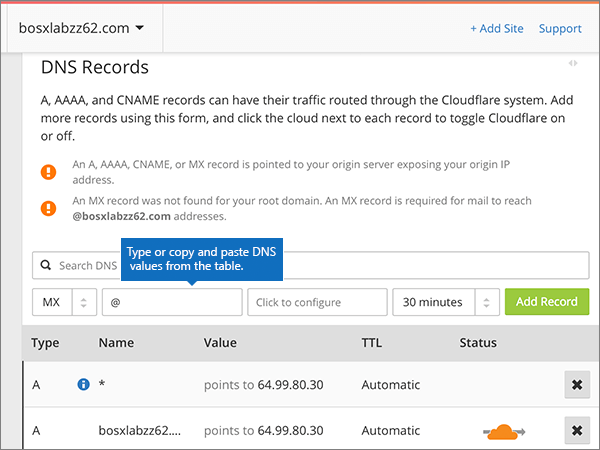 bosxlabzz62.com
+ Add Site Support
DNS Records
A, AAAA, and CNAME records can have their traffic routed through the Cloudflare system. Add
more records using this form, and click the cloud next to each record to toggle Cloudflare on
or off.
An A, AAAA, CNAME, or MX record is pointed to your origin server exposing your origin IP
address.
An MX record was not found for your root domain. An MX record is required for mail to reach
@bosxlabzz62.com addresses.
Type or copy and paste DNS
values from the table.
Search DNS
MX @ Click to configure 30 minutes Add Record
Type Name Value TTL Status
A * points to 64.99.80.30 Automatic
A bosxlabzz62.... points to 64.99.80.30 Automatic